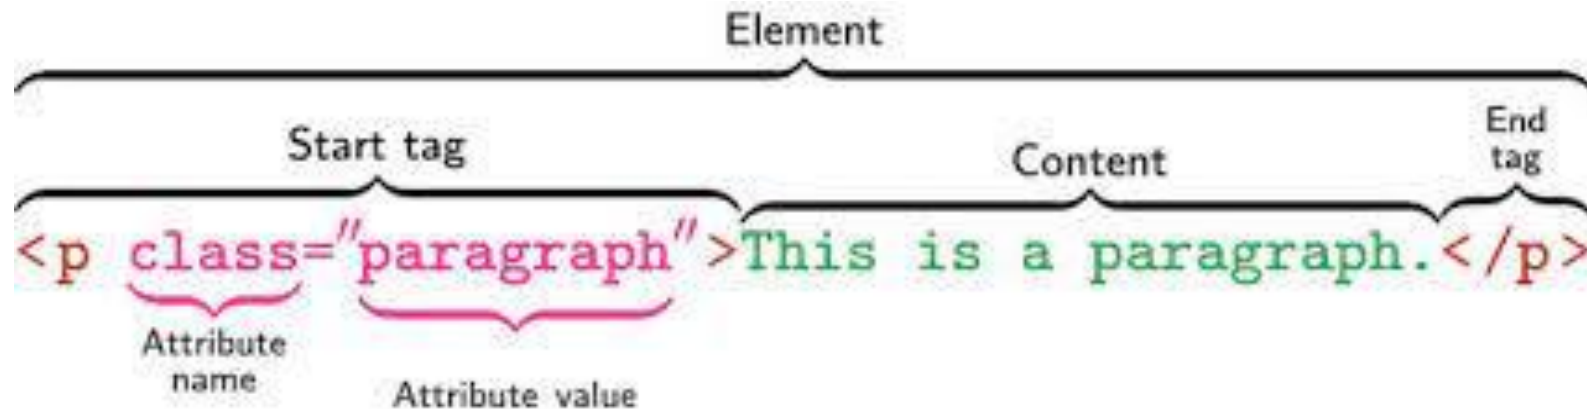 Element
Start tag
Content
End
tag
<p class="paragraph">This is a paragraph.</p>
Attribute
name
Attribute value